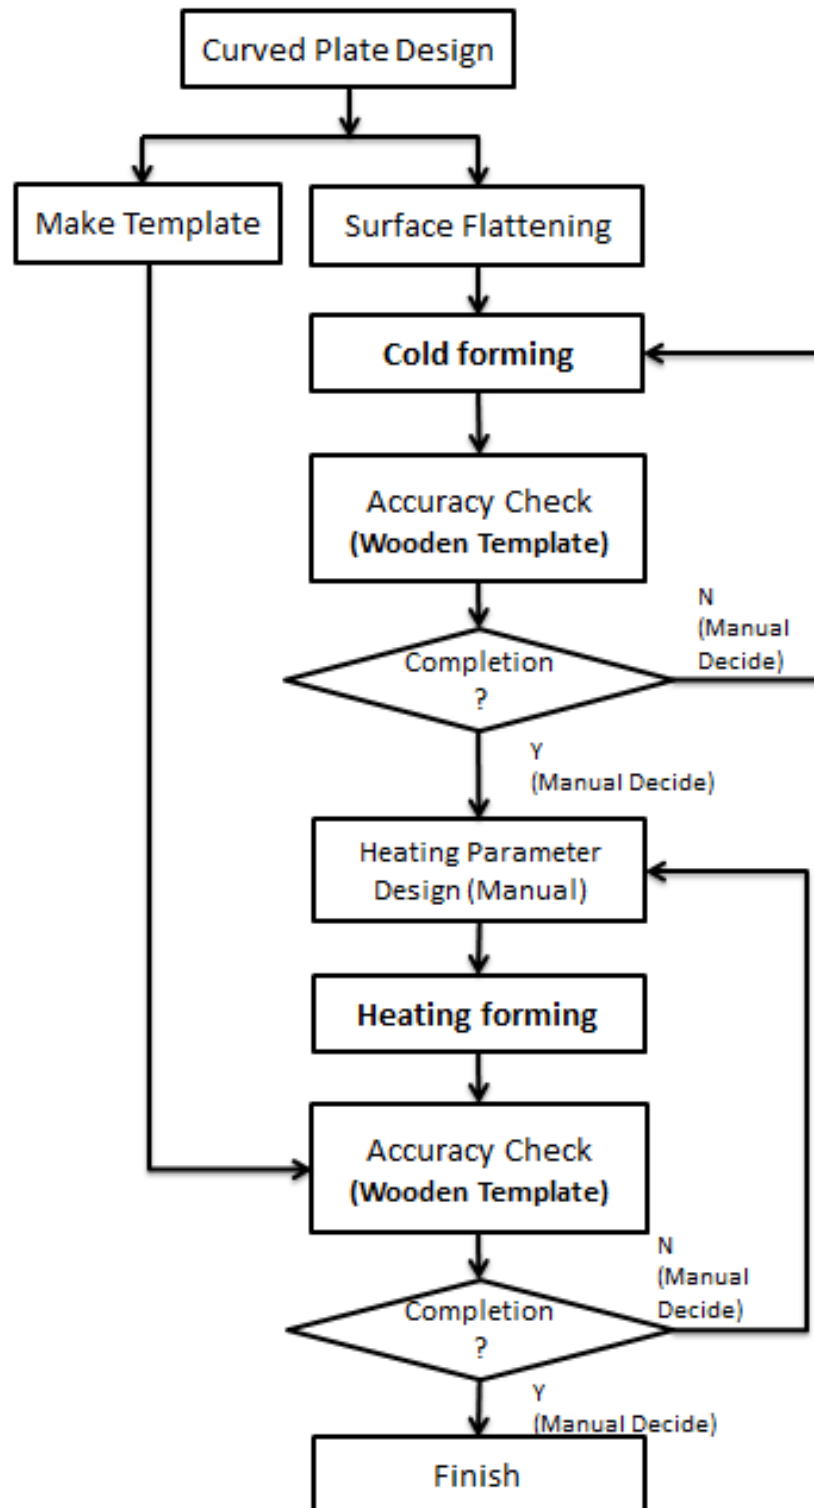 Curved Plate Design
Make Template
Surface Flattening
Cold forming
Accuracy Check
(Wooden Template)
N
(Manual
Decide)
Completion
?
Y
(Manual Decide)
Heating Parameter
Design (Manual)
Heating forming
Accuracy Check
(Wooden Template)
N
(Manual
Decide)
Completion
?
Y
(Manual Decide)
Finish